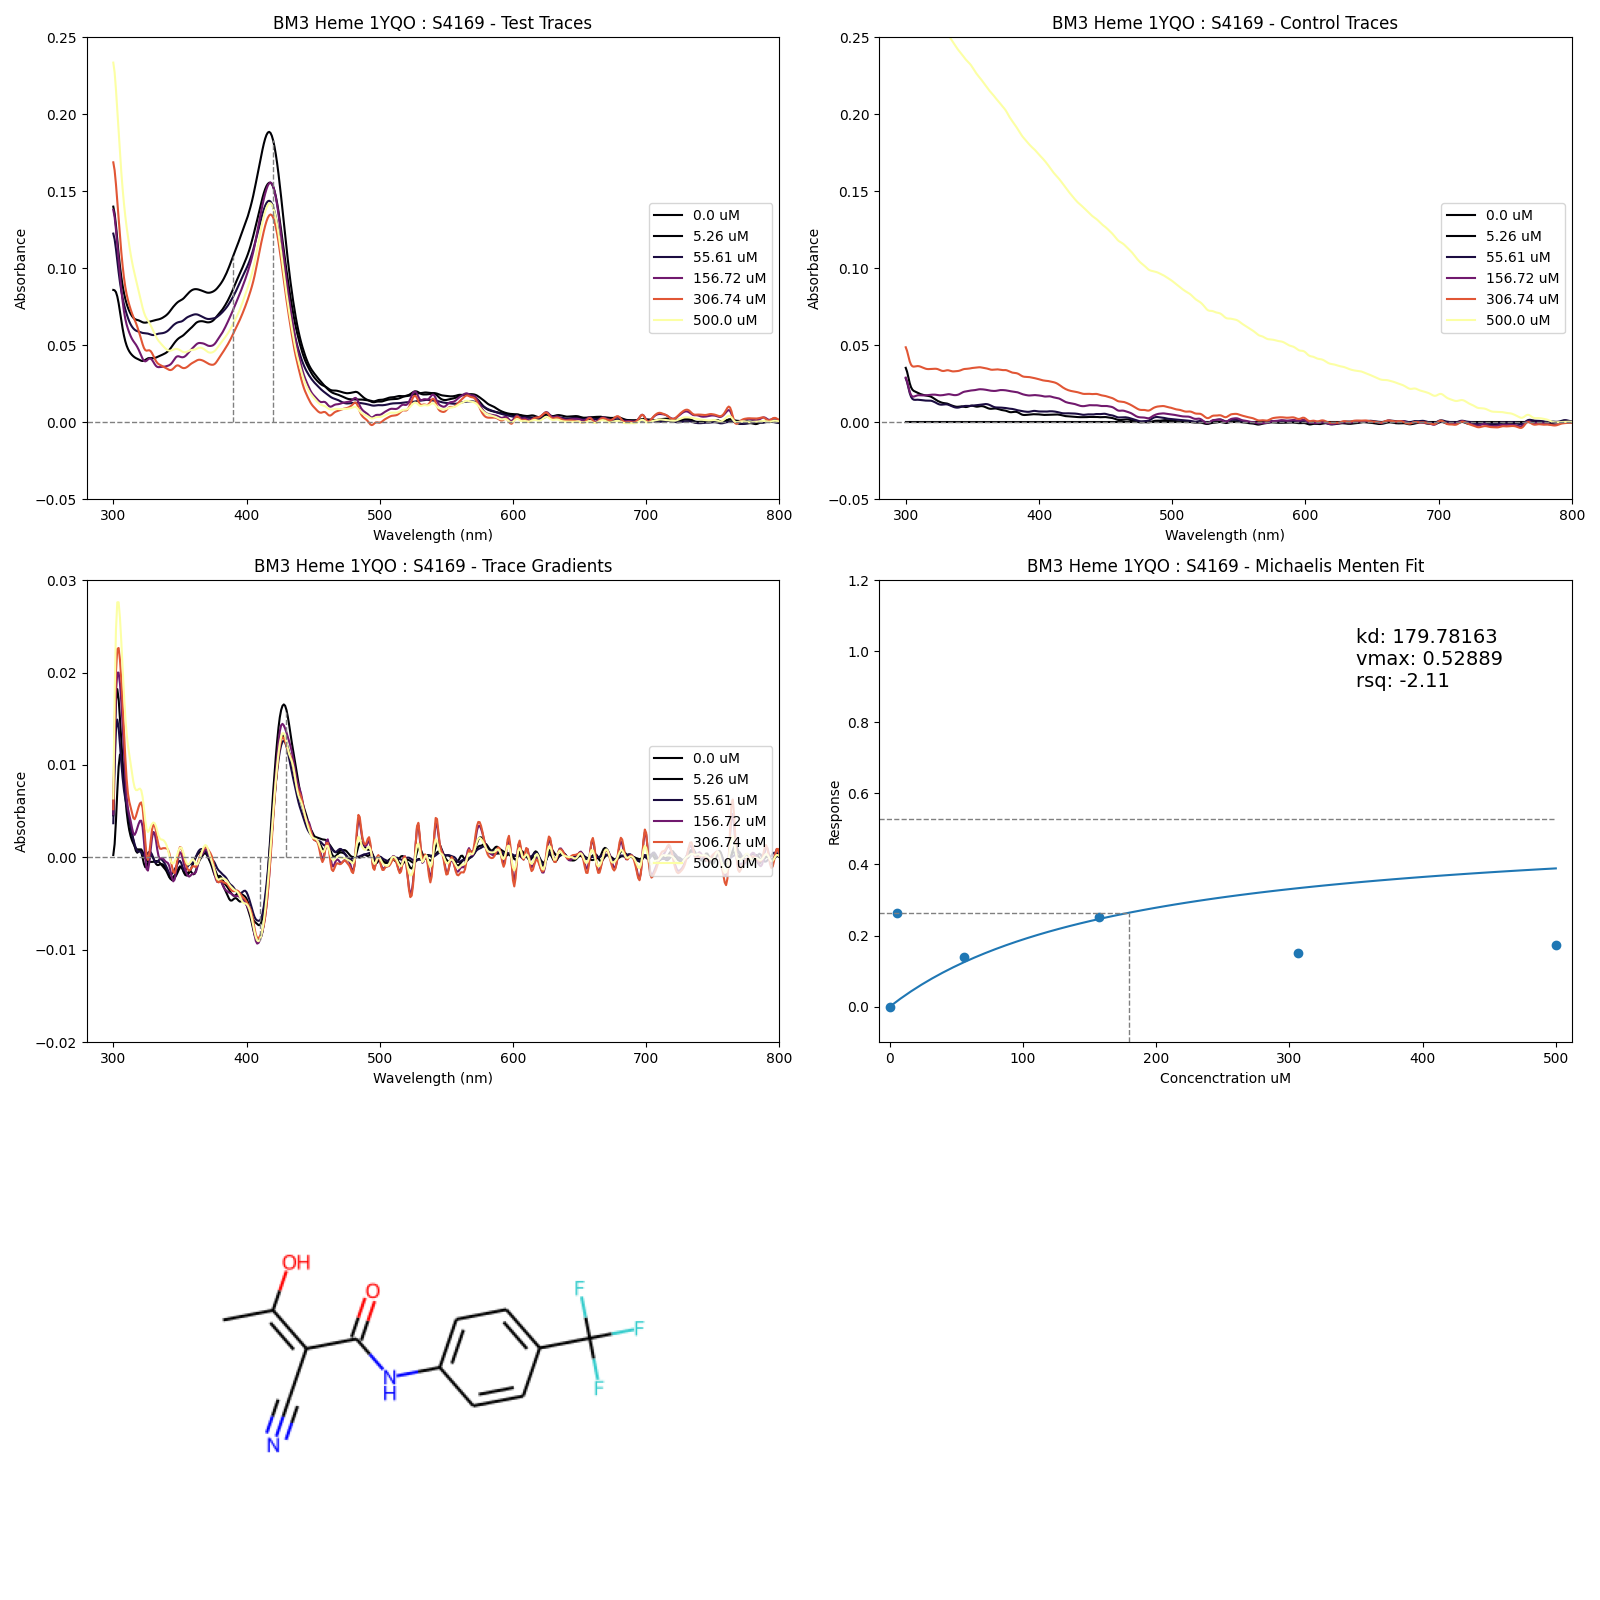 BM3 Heme 1YQO : S4169 - Test Traces
0.25
0.20
0.15
0.10
0.05
0.00
−0.05
Absorbance
300 400 500 600 700 800
Wavelength (nm)
0.0 uM
5.26 uM
55.61 uM
156.72 uM
306.74 uM
500.0 uM
BM3 Heme 1YQO : S4169 - Control Traces
0.25
0.20
0.15
0.10
0.05
0.00
−0.05
Absorbance
300 400 500 600 700 800
Wavelength (nm)
0.0 uM
5.26 uM
55.61 uM
156.72 uM
306.74 uM
500.0 uM
BM3 Heme 1YQO : S4169 - Trace Gradients
0.03
0.02
0.01
0.00
−0.01
−0.02
Absorbance
300 400 500 600 700 800
Wavelength (nm)
0.0 uM
5.26 uM
55.61 uM
156.72 uM
306.74 uM
500.0 uM
BM3 Heme 1YQO : S4169 - Michaelis Menten Fit
1.2
1.0
0.8
0.6
0.4
0.2
0.0
Response
kd: 179.78163
vmax: 0.52889
rsq: -2.11
0 100 200 300 400 500
Concenctration uM
OH
O
F
F
F
N
H
N